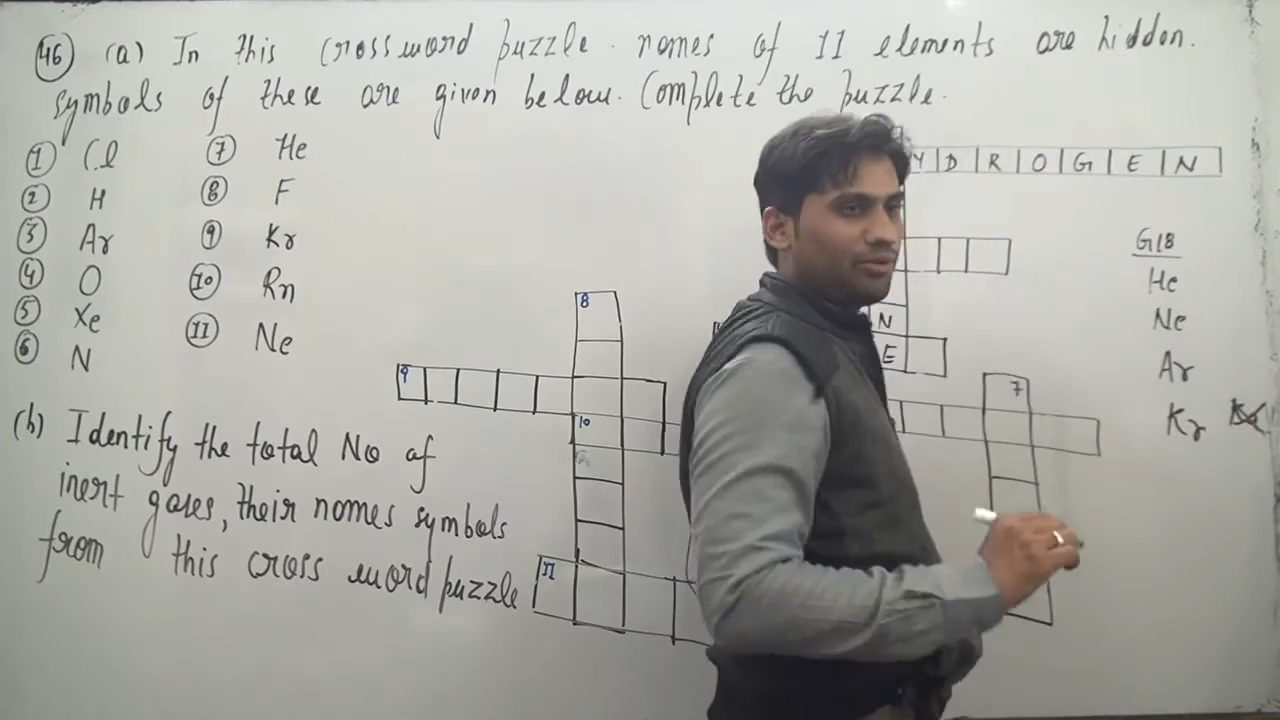 46 (a) In this Crossword puzzle. names of 11 elements are hidden.
symbols of these are given below. Complete the puzzle.
1 Cl 7 He
2 H 8 F
3 Ar 9 Kr
4 O 10 Rn
5 Xe 11 Ne
6 N
(b) Identify the total No of
inert gases, their names symbols
from this cross word puzzle
Y D R O G E N
N
E
7
8
9
10
11
G18
He
Ne
Ar
Kr